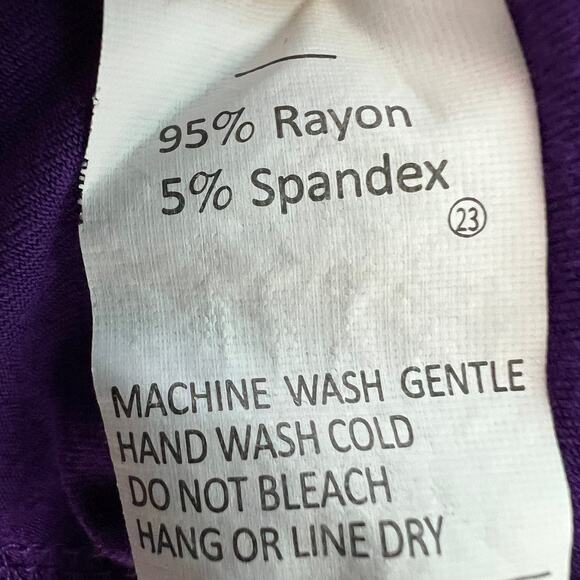 95% Rayon
5% Spandex
23
MACHINE WASH GENTLE
HAND WASH COLD
DO NOT BLEACH
HANG OR LINE DRY